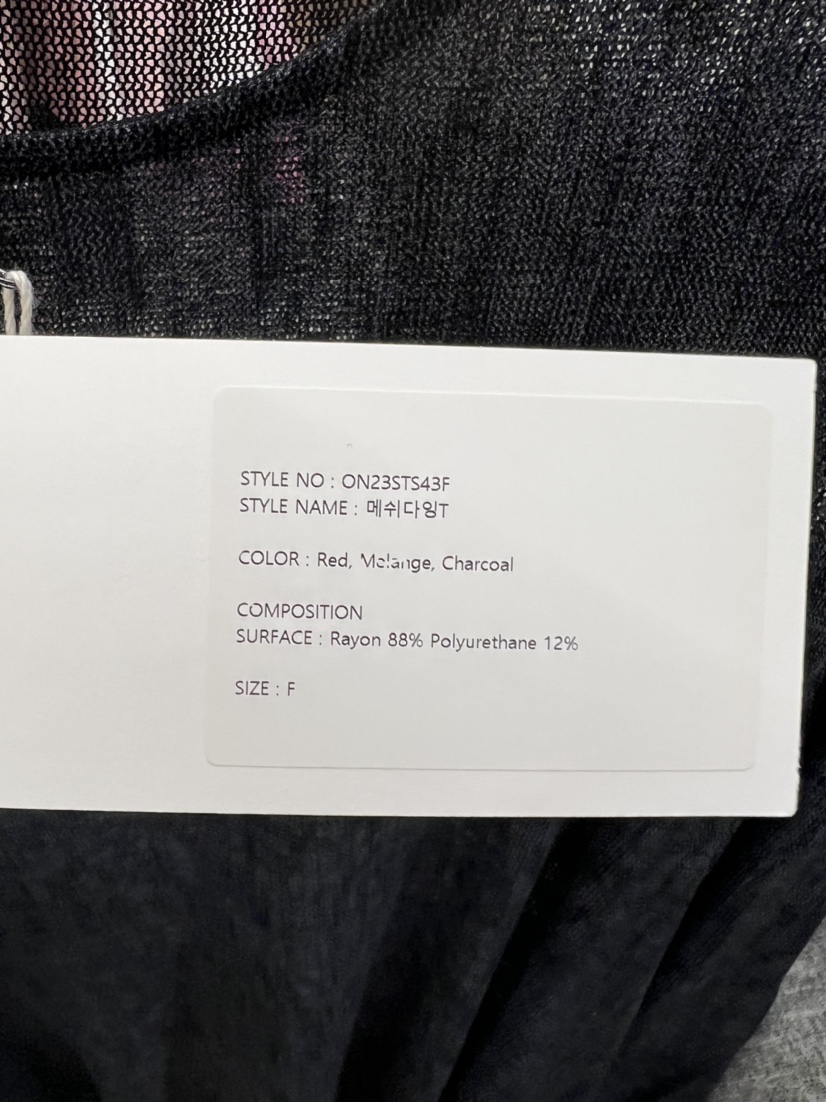 STYLE NO : ON23STS43F
STYLE NAME : 메쉬다잉T
COLOR : Red, Melange, Charcoal
COMPOSITION
SURFACE : Rayon 88% Polyurethane 12%
SIZE : F